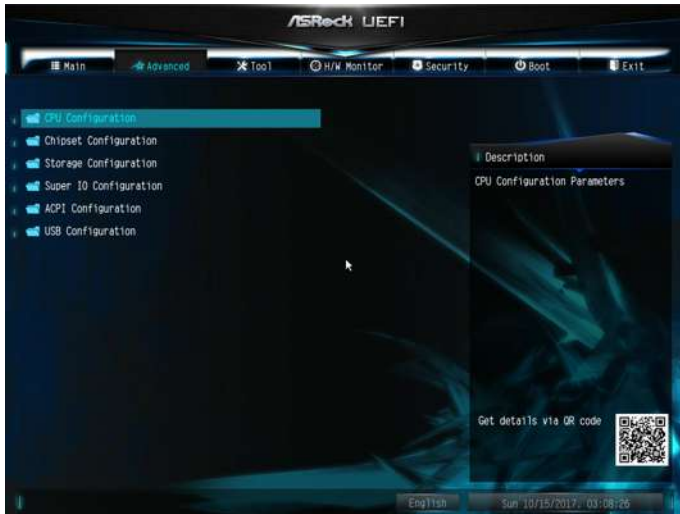 ASRock UEFI
Main
Advanced
Tool
H/W Monitor
Security
Boot
Exit
CPU Configuration
Chipset Configuration
Storage Configuration
Super IO Configuration
ACPI Configuration
USB Configuration
Description
CPU Configuration Parameters
Get details via QR code
English
Sun 10/15/2017, 03:08:26